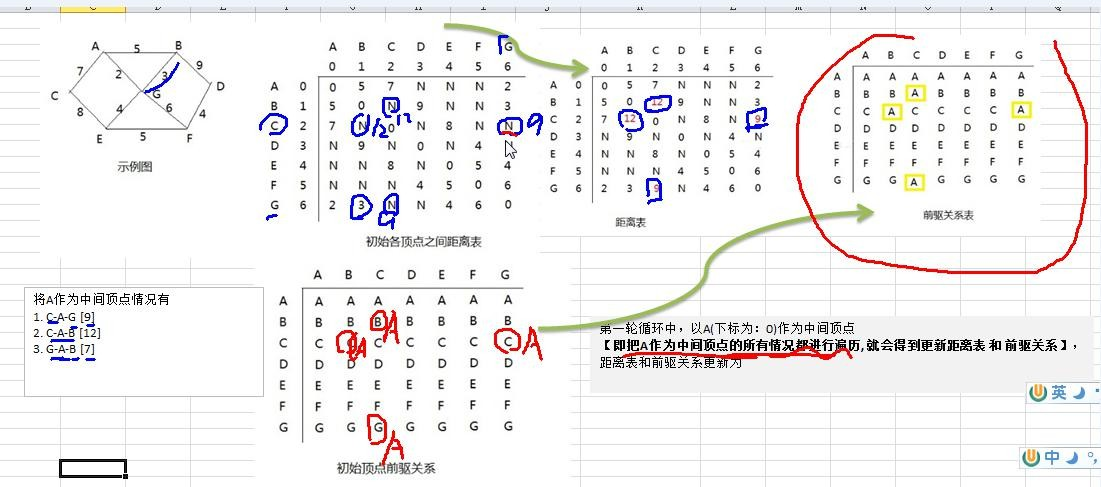 A 5 B
7 2 3 9
C G D
8 4 6 4
E 5 F
示例图
A B C D E F G
0 1 2 3 4 5 6
A 0 0 5 7 N N N 2
B 1 5 0 N 9 N N 3
12
C 2 7 N 0 N 8 N N 9
12
D 3 N 9 N 0 N 4 N
E 4 N N 8 N 0 5 4
F 5 N N N 4 5 0 6
G 6 2 3 N N 4 6 0
9
初始各顶点之间距离表
A B C D E F G
0 1 2 3 4 5 6
A 0 0 5 7 N N N 2
B 1 5 0 12 9 N N 3
C 2 7 12 0 N 8 N 9
D 3 N 9 N 0 N 4 N
E 4 N N 8 N 0 5 4
F 5 N N N 4 5 0 6
G 6 2 3 9 N 4 6 0
距离表
A B C D E F G
A A A A A A A A
B B B A B B B B
C C A C C C C A
D D D D D D D D
E E E E E E E E
F F F F F F F F
G G G A G G G G
前驱关系表
将A作为中间顶点情况有
1. C-A-G [9]
2. C-A-B [12]
3. G-A-B [7]
A B C D E F G
A A A A A A A A
B B B B A B B B B
C C C A C C C C C A
D D D D D D D D
E E E E E E E E
F F F F F F F F
G G G G G G G G
A
初始顶点前驱关系
第一轮循环中，以A(下标为：0)作为中间顶点
【即把A作为中间顶点的所有情况都进行遍历,就会得到更新距离表 和 前驱关系】，
距离表和前驱关系更新为
英
中